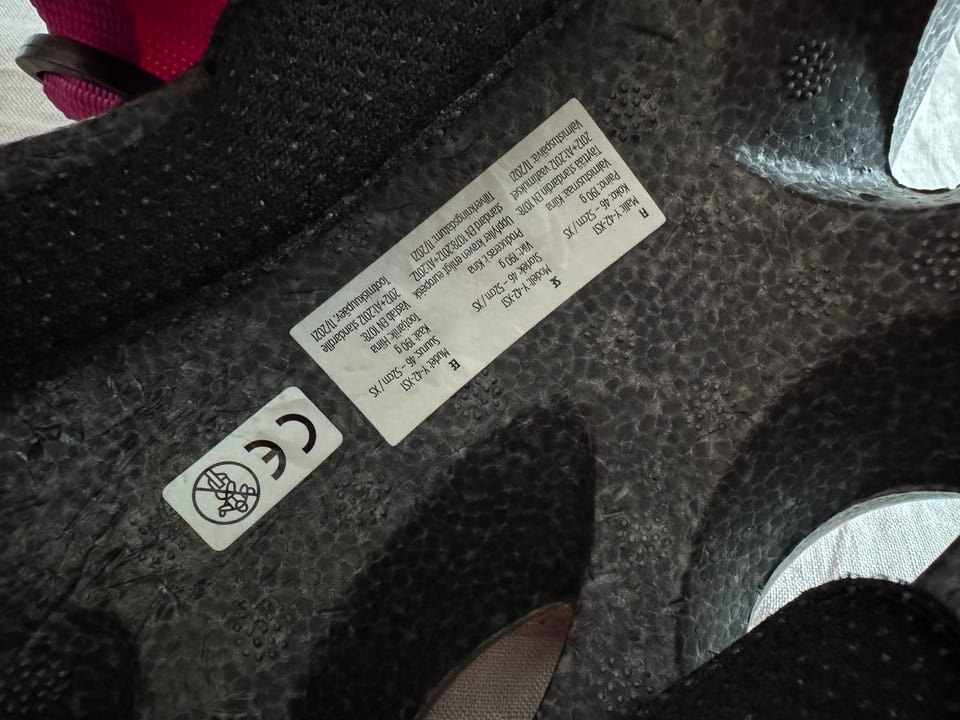 FI
Malli: Y-42-XS1
Koko: 46 - 52cm / XS
Paino: 190 g
Valmistusmaa: Kiina
Täyttää standardin EN 1078:
2012+A1:2012 vaatimukset
Valmistuspäivä: 11/2021
SE
Modell: Y-42-XS1
Storlek: 46 - 52cm / XS
Vikt: 190 g
Produceras i: Kina
Uppfyller kraven enligt europeisk
standard EN 1078:2012+A1:2012
Tillverkningsdatum: 11/2021
EE
Mudel: Y-42-XS1
Suurus: 46 - 52cm / XS
Kaal: 190 g
Tootjariik: Hiina
Vastab EN 1078:
2012+A1:2012 standardile
Tootmiskuupäev: 11/2021
CE